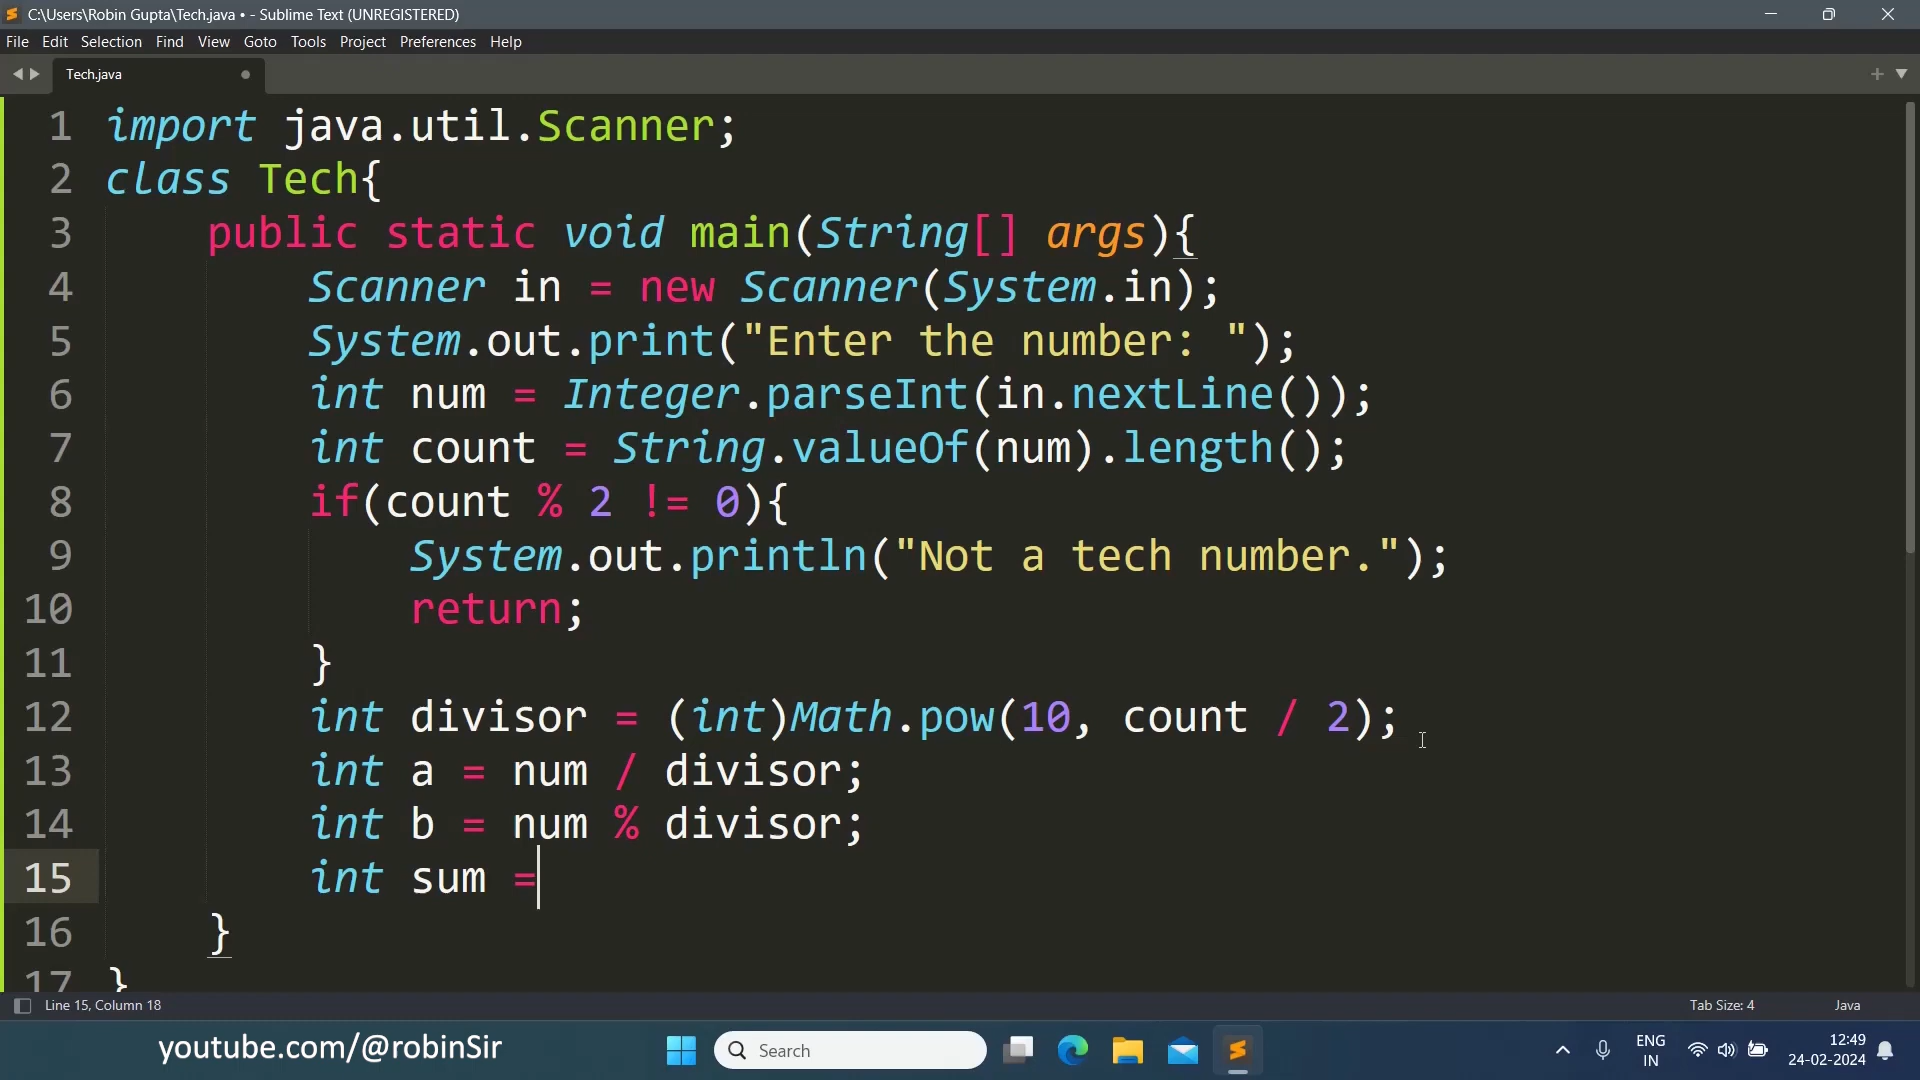 C:\Users\Robin Gupta\Tech.java • - Sublime Text (UNREGISTERED)
File Edit Selection Find View Goto Tools Project Preferences Help
Tech.java
1 import java.util.Scanner;
2 class Tech{
3 public static void main(String[] args){
4 Scanner in = new Scanner(System.in);
5 System.out.print("Enter the number: ");
6 int num = Integer.parseInt(in.nextLine());
7 int count = String.valueOf(num).length();
8 if(count % 2 != 0){
9 System.out.println("Not a tech number.");
10 return;
11 }
12 int divisor = (int)Math.pow(10, count / 2);
13 int a = num / divisor;
14 int b = num % divisor;
15 int sum =
16 }
17 }
Line 15, Column 18
Tab Size: 4
Java
youtube.com/@robinSir
Search
ENG
IN
12:49
24-02-2024